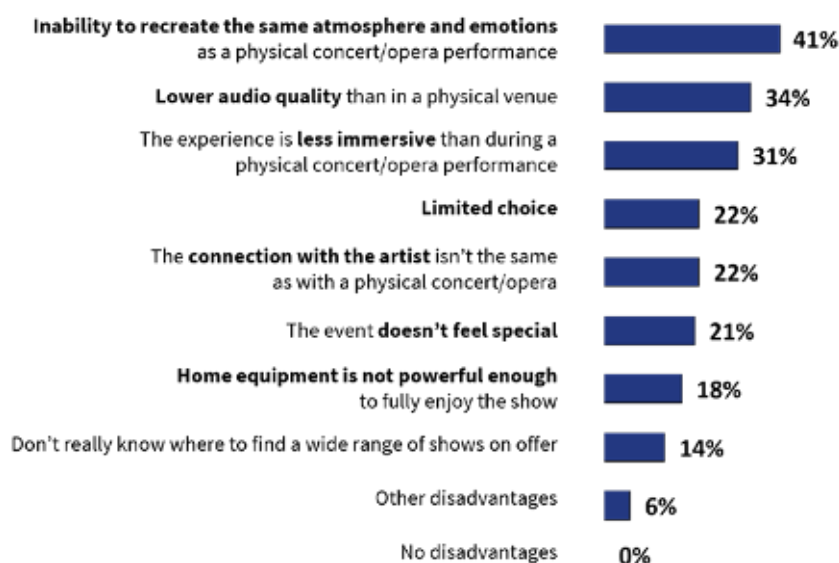 Inability to recreate the same atmosphere and emotions
as a physical concert/opera performance
41%
Lower audio quality than in a physical venue
34%
The experience is less immersive than during a
physical concert/opera performance
31%
Limited choice
22%
The connection with the artist isn't the same
as with a physical concert/opera
22%
The event doesn't feel special
21%
Home equipment is not powerful enough
to fully enjoy the show
18%
Don't really know where to find a wide range of shows on offer
14%
Other disadvantages
6%
No disadvantages
0%